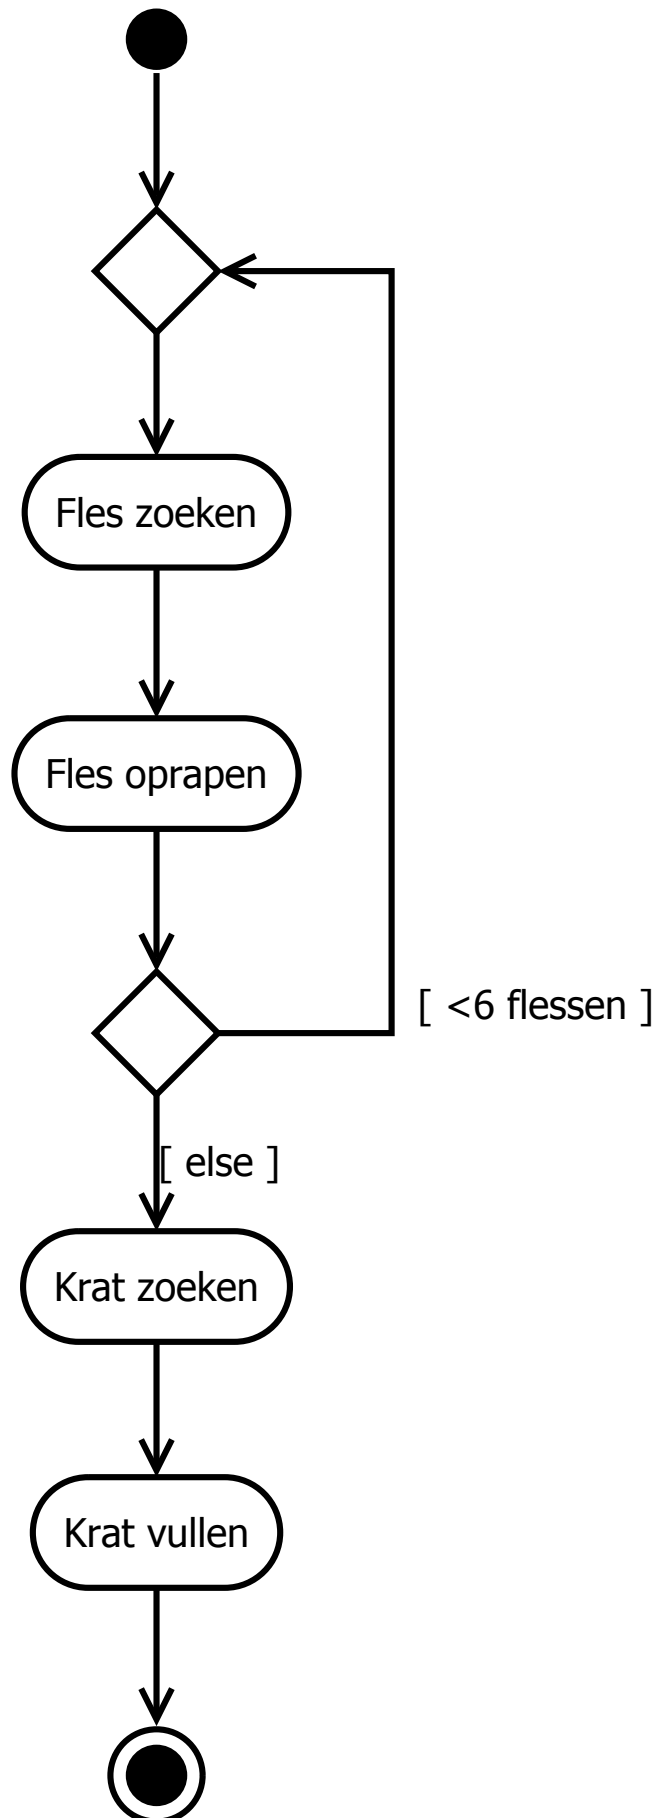 Fles zoeken
Fles oprapen
[ <6 flessen ]
[ else ]
Krat zoeken
Krat vullen